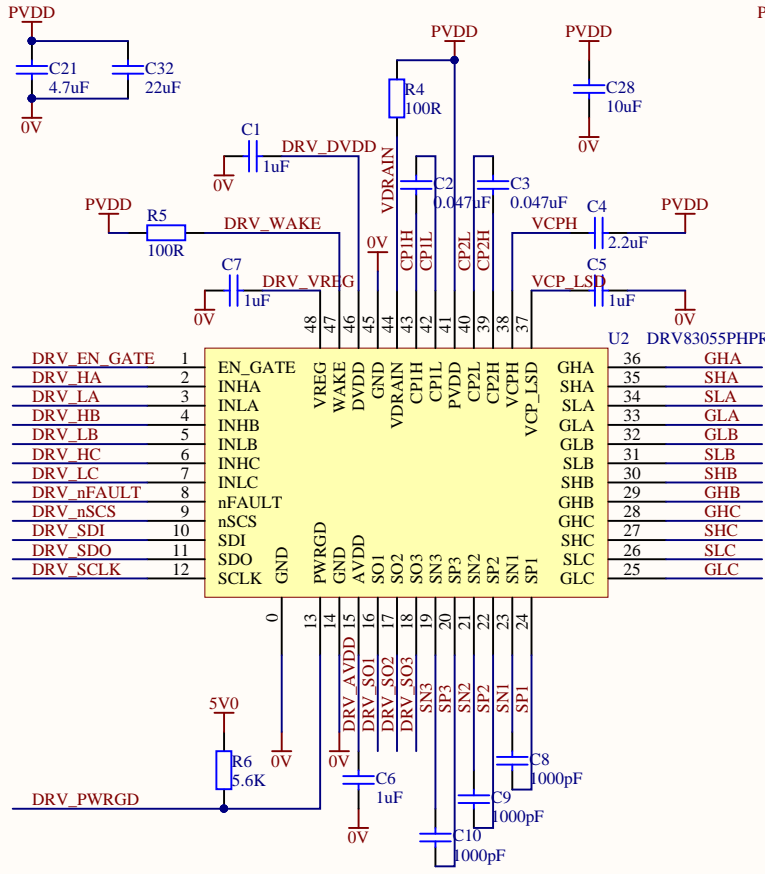 PVDD
P
C21
4.7uF
C32
22uF
0V
PVDD
R4
100R
VDRAIN
PVDD
C28
10uF
0V
C1
1uF
DRV_DVDD
0V
C2
0.047uF
C3
0.047uF
CP1H
CP1L
CP2L
CP2H
PVDD
R5
100R
DRV_WAKE
0V
VCPH
C4
2.2uF
PVDD
C7
1uF
DRV_VREG
0V
VCP_LSD
C5
1uF
0V
48
47
46
45
44
43
42
41
40
39
38
37
U2
DRV83055PHPR
VREG
WAKE
DVDD
GND
VDRAIN
CP1H
CP1L
PVDD
CP2L
CP2H
VCPH
VCP_LSD
DRV_EN_GATE 1 EN_GATE
DRV_HA 2 INHA
DRV_LA 3 INLA
DRV_HB 4 INHB
DRV_LB 5 INLB
DRV_HC 6 INHC
DRV_LC 7 INLC
DRV_nFAULT 8 nFAULT
DRV_nSCS 9 nSCS
DRV_SDI 10 SDI
DRV_SDO 11 SDO
DRV_SCLK 12 SCLK
GHA 36 GHA
SHA 35 SHA
SLA 34 SLA
GLA 33 GLA
GLB 32 GLB
SLB 31 SLB
SHB 30 SHB
GHB 29 GHB
GHC 28 GHC
SHC 27 SHC
SLC 26 SLC
GLC 25 GLC
GND
PWRGD
GND
AVDD
SO1
SO2
SO3
SN3
SP3
SN2
SP2
SN1
SP1
0
13
14
15
16
17
18
19
20
21
22
23
24
DRV_AVDD
DRV_SO1
DRV_SO2
DRV_SO3
SN3
SP3
SN2
SP2
SN1
SP1
5V0
R6
5.6K
DRV_PWRGD
0V
0V
C6
1uF
0V
C8
1000pF
C9
1000pF
C10
1000pF